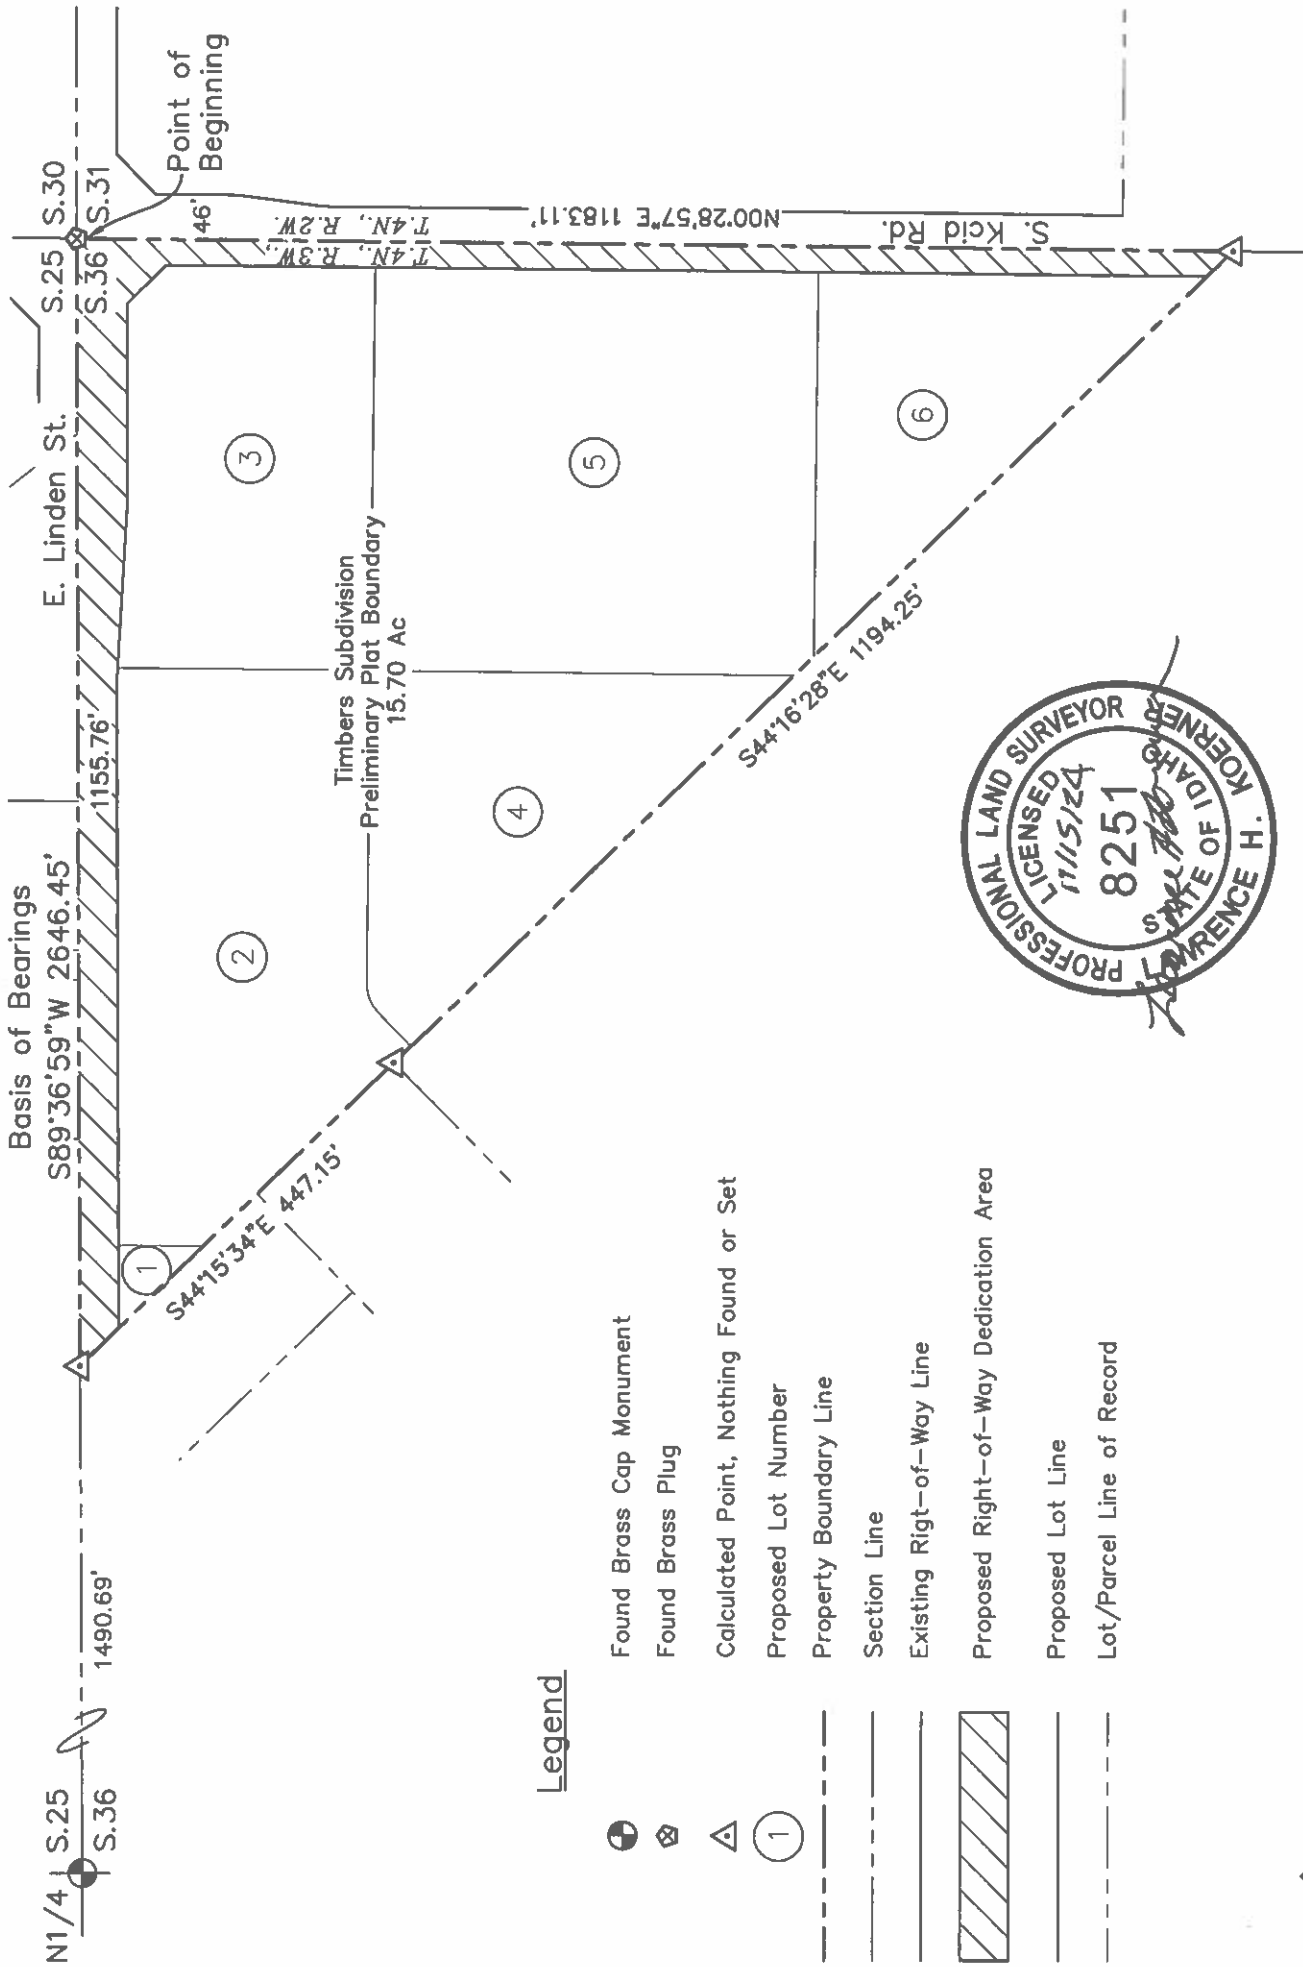 Basis of Bearings
S89°36'59"W 2646.45'
N1/4
S.25
S.36
1490.69'
1155.76'
E. Linden St.
S.25
S.30
S.36
S.31
Point of
Beginning
46'
T.4N., R.3W.
T.4N., R.2W.
N00°28'57"E 1183.11'
S. Kcid Rd.
1
2
3
4
5
6
Timbers Subdivision
Preliminary Plat Boundary
15.70 Ac
S44°15'34"E 447.15'
S44°16'28"E 1194.25'
Legend
Found Brass Cap Monument
Found Brass Plug
Calculated Point, Nothing Found or Set
1
Proposed Lot Number
Property Boundary Line
Section Line
Existing Rigt-of-Way Line
Proposed Right-of-Way Dedication Area
Proposed Lot Line
Lot/Parcel Line of Record
PROFESSIONAL LAND SURVEYOR
LICENSED
11/15/24
8251
STATE OF IDAHO
LAWRENCE H. KOERNER